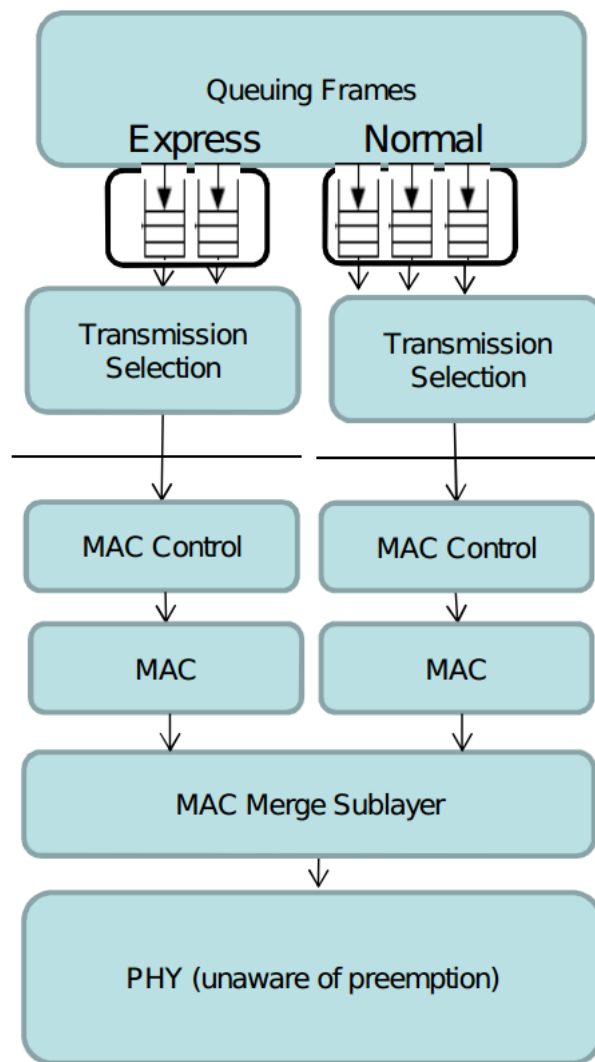 Queuing Frames
Express Normal
Transmission
Selection
Transmission
Selection
MAC Control
MAC Control
MAC
MAC
MAC Merge Sublayer
PHY (unaware of preemption)